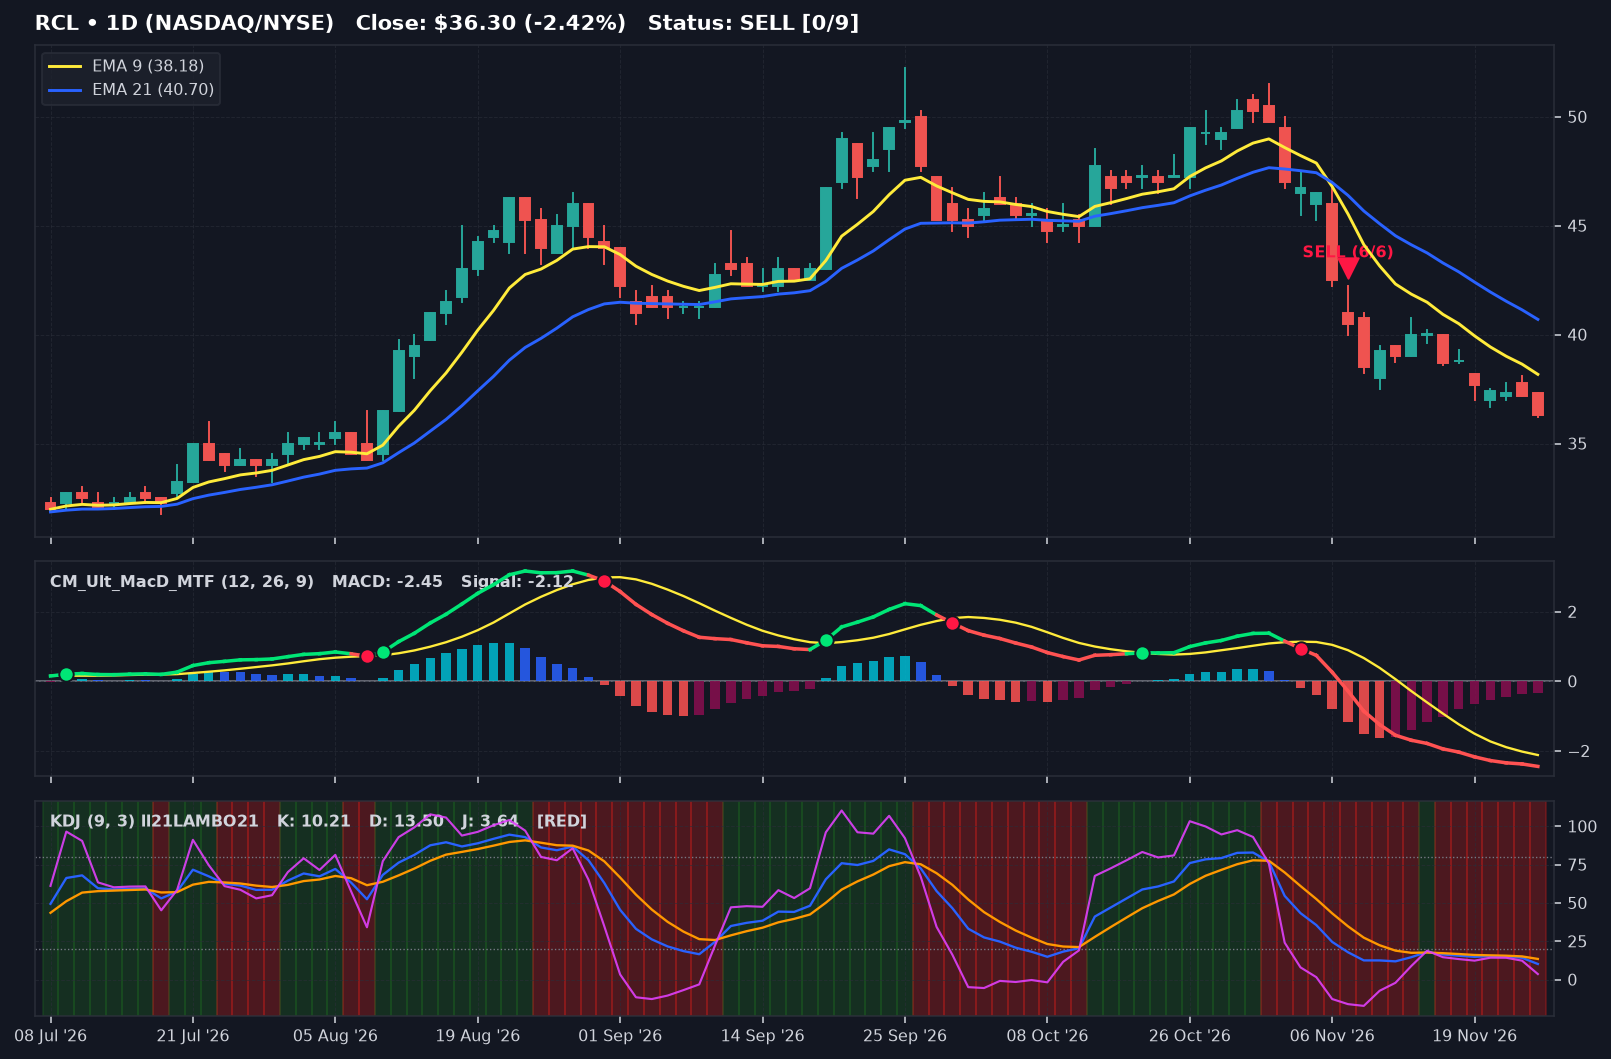 RCL • 1D (NASDAQ/NYSE)   Close: $36.30 (-2.42%)   Status: SELL [0/9]
EMA 9 (38.18)
EMA 21 (40.70)
50
45
SELL (6/6)
40
35
CM_Ult_MacD_MTF (12, 26, 9)   MACD: -2.45   Signal: -2.12
2
0
−2
KDJ (9, 3) II21LAMBO21   K: 10.21   D: 13.50   J: 3.64   [RED]
100
75
50
25
0
08 Jul '26
21 Jul '26
05 Aug '26
19 Aug '26
01 Sep '26
14 Sep '26
25 Sep '26
08 Oct '26
26 Oct '26
06 Nov '26
19 Nov '26